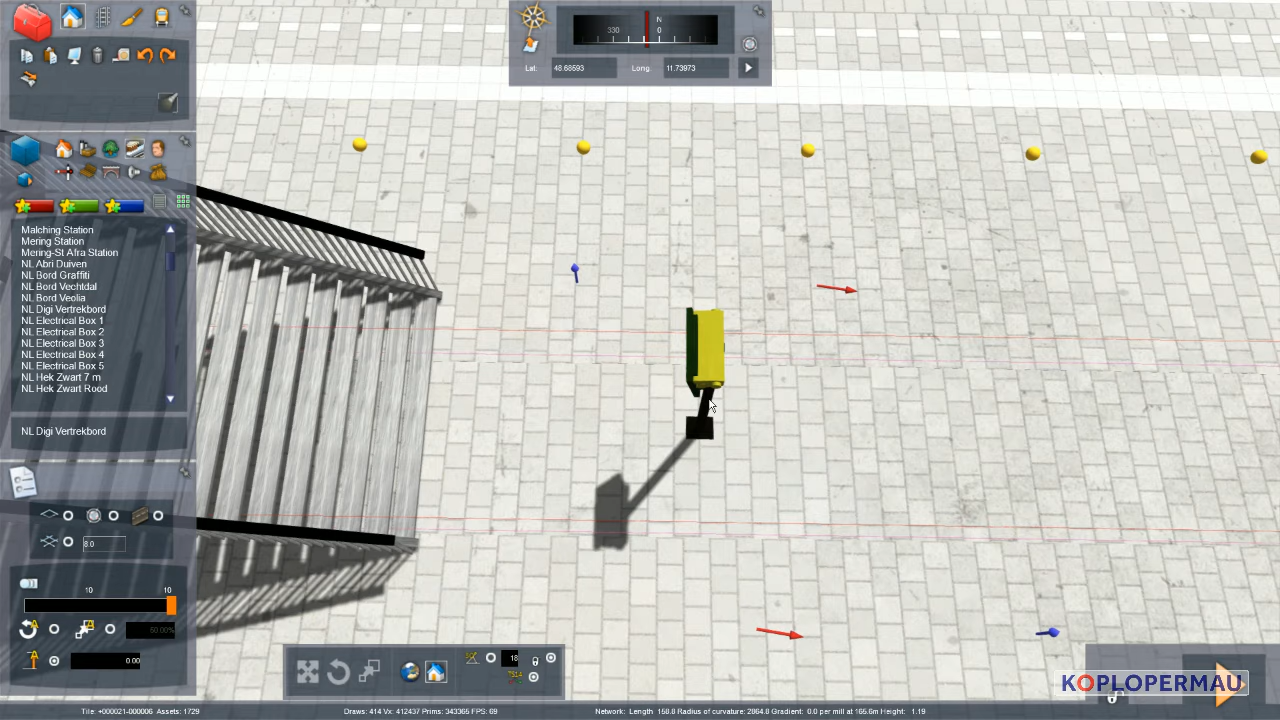 330
N
0
Lat:
48.68593
Long.
11.73973
Malching Station
Mering Station
Mering-St Afra Station
NL Abri Duiven
NL Bord Graffiti
NL Bord Vechtdal
NL Bord Veolia
NL Digi Vertrekbord
NL Electrical Box 1
NL Electrical Box 2
NL Electrical Box 3
NL Electrical Box 4
NL Electrical Box 5
NL Hek Zwart 7 m
NL Hek Zwart Rood
NL Digi Vertrekbord
8.0
10
10
50.00%
0.00
18
KOPLOPERMAU
Tile: +000021-000006 Assets: 1729
Draws: 414 Vx: 412437 Prims: 343365 FPS: 69
Network: Length 158.8 Radius of curvature: 2864.8 Gradient: 0.0 per mill at 165.6m Height: 1.19